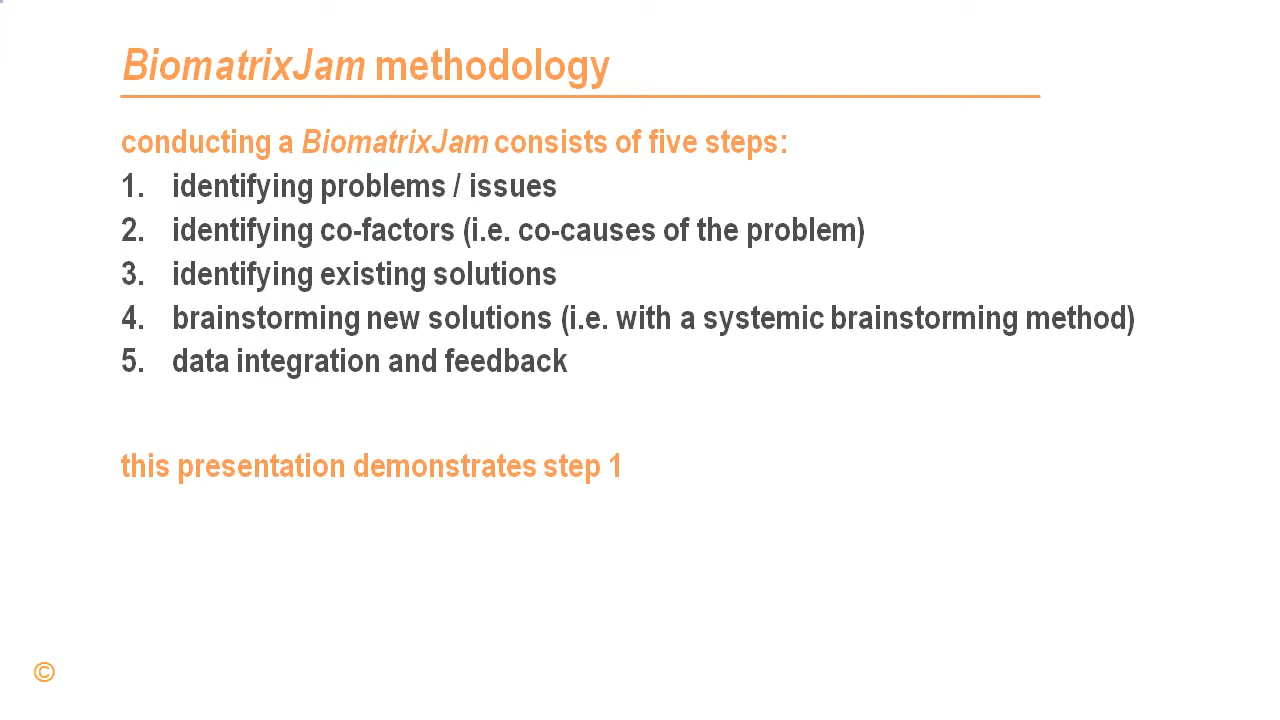 BiomatrixJam methodology
conducting a BiomatrixJam consists of five steps:
1. identifying problems / issues
2. identifying co-factors (i.e. co-causes of the problem)
3. identifying existing solutions
4. brainstorming new solutions (i.e. with a systemic brainstorming method)
5. data integration and feedback
this presentation demonstrates step 1
©